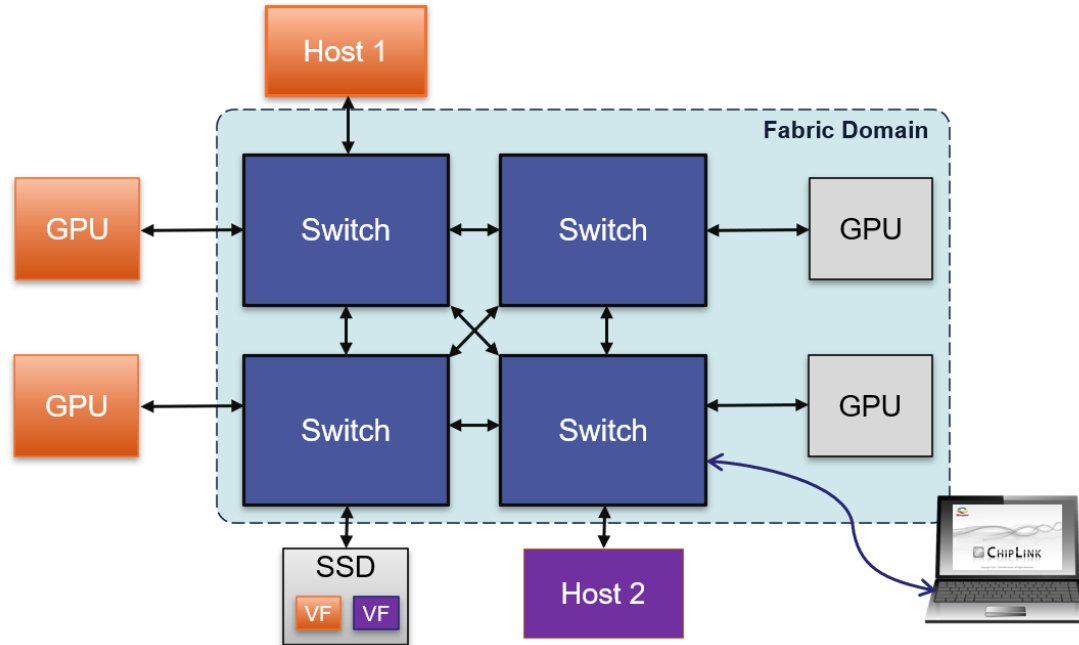 Host 1
Fabric Domain
GPU
Switch
Switch
GPU
GPU
Switch
Switch
GPU
SSD
VF
VF
Host 2
CHIPLINK